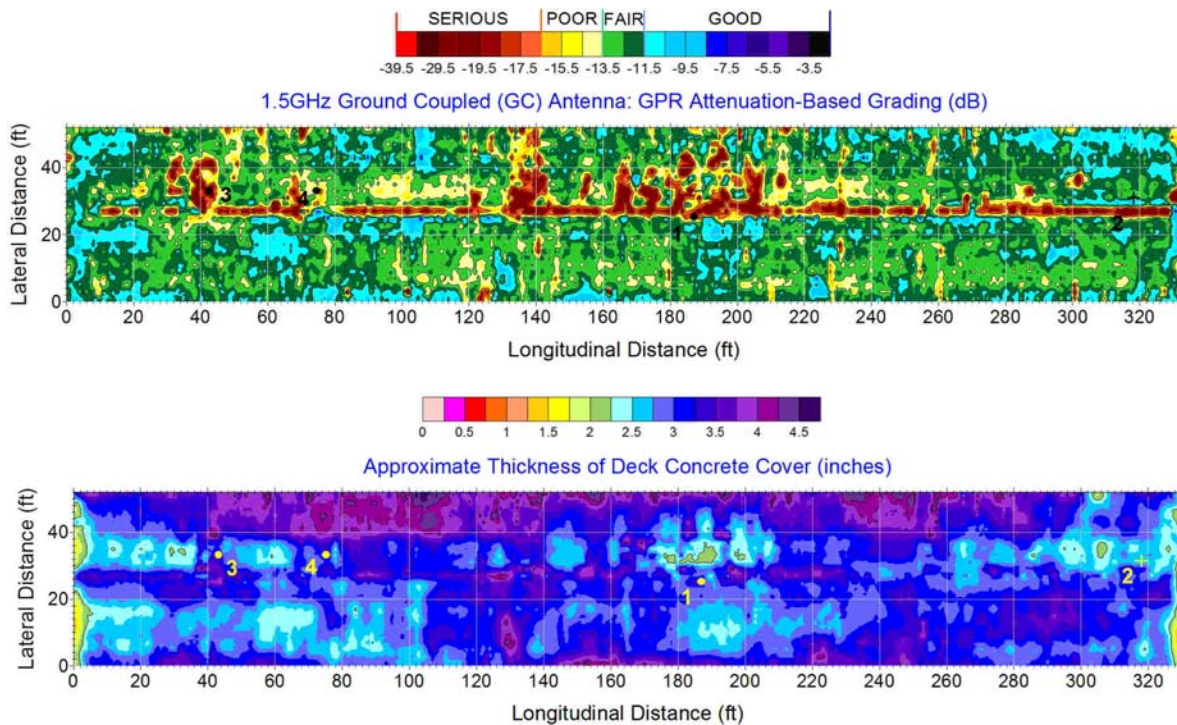 SERIOUS POOR FAIR GOOD
-39.5 -29.5 -19.5 -17.5 -15.5 -13.5 -11.5 -9.5 -7.5 -5.5 -3.5
1.5GHz Ground Coupled (GC) Antenna: GPR Attenuation-Based Grading (dB)
Lateral Distance (ft)
40
20
0
3
4
1
2
0 20 40 60 80 100 120 140 160 180 200 220 240 260 280 300 320
Longitudinal Distance (ft)
0 0.5 1 1.5 2 2.5 3 3.5 4 4.5
Approximate Thickness of Deck Concrete Cover (inches)
Lateral Distance (ft)
40
20
0
3
4
1
2
0 20 40 60 80 100 120 140 160 180 200 220 240 260 280 300 320
Longitudinal Distance (ft)